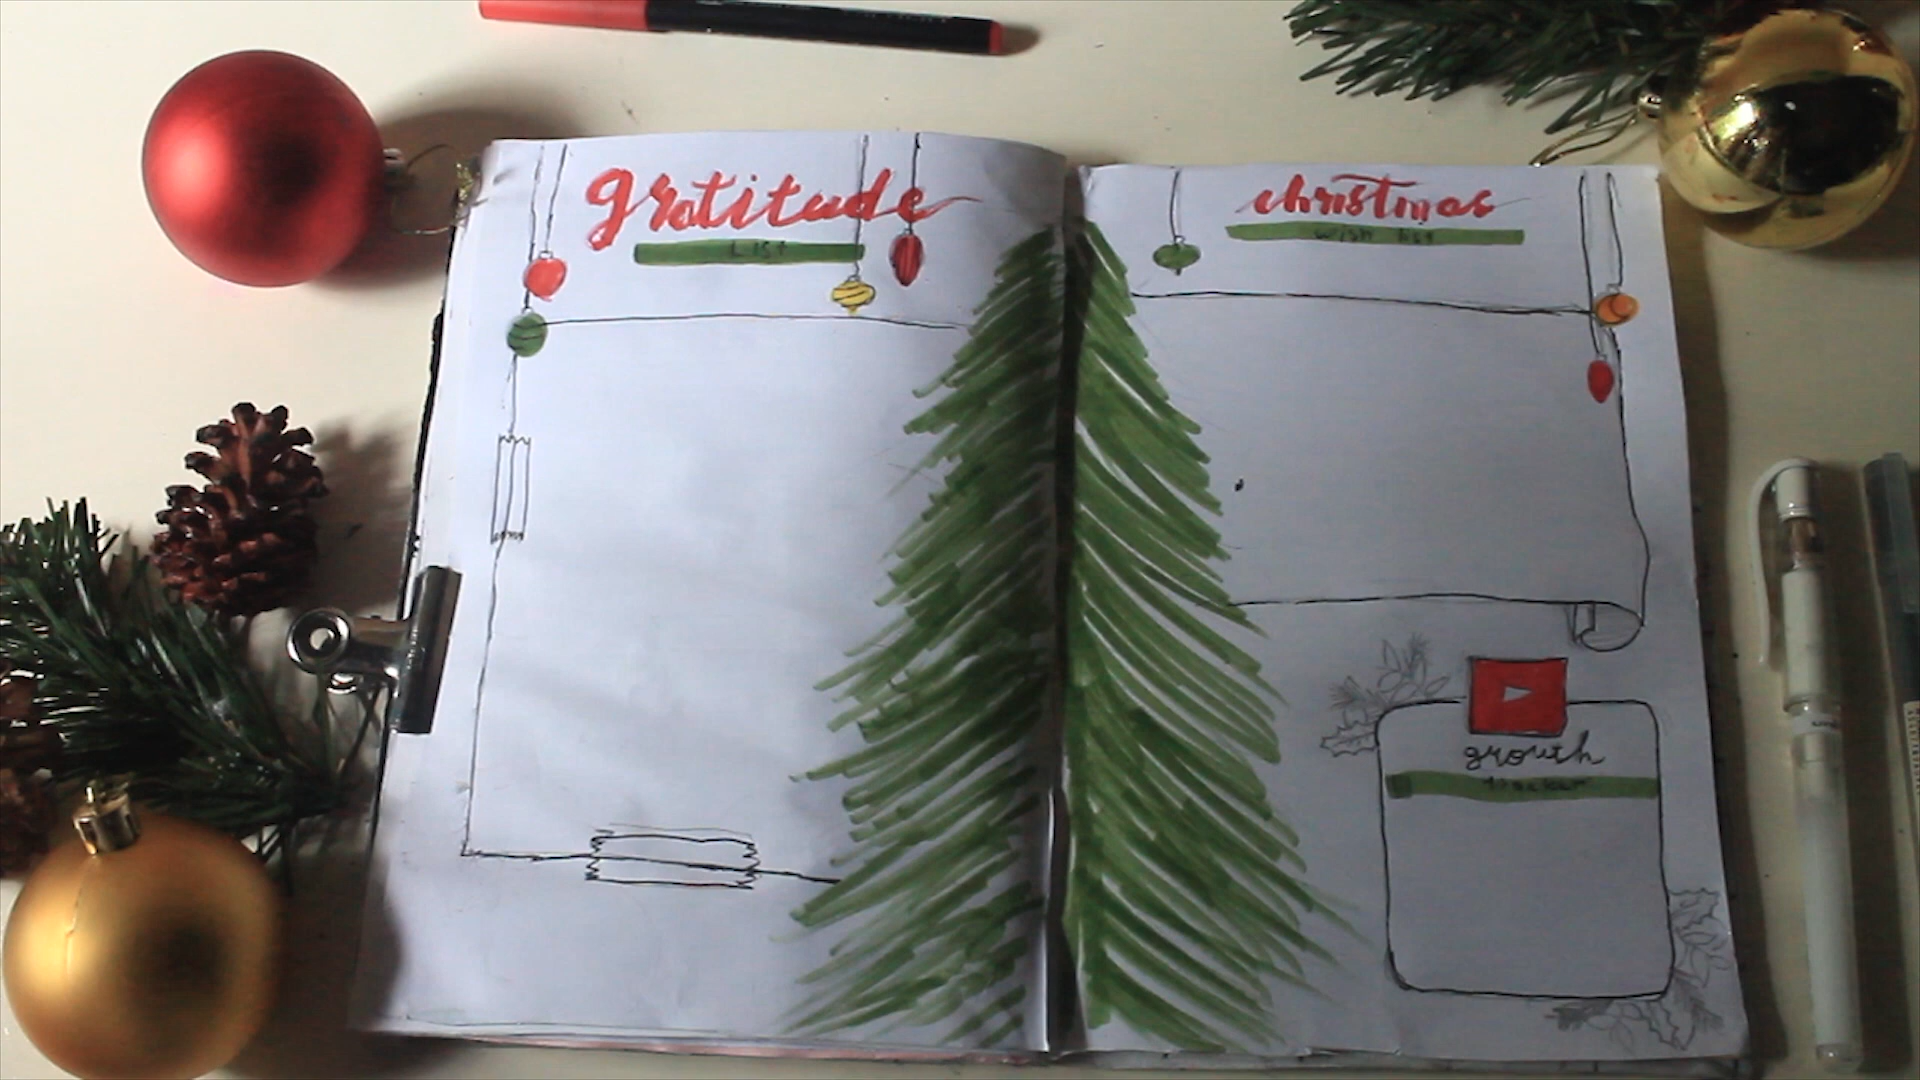 gratitude
List
christmas
wish list
growth
tracker